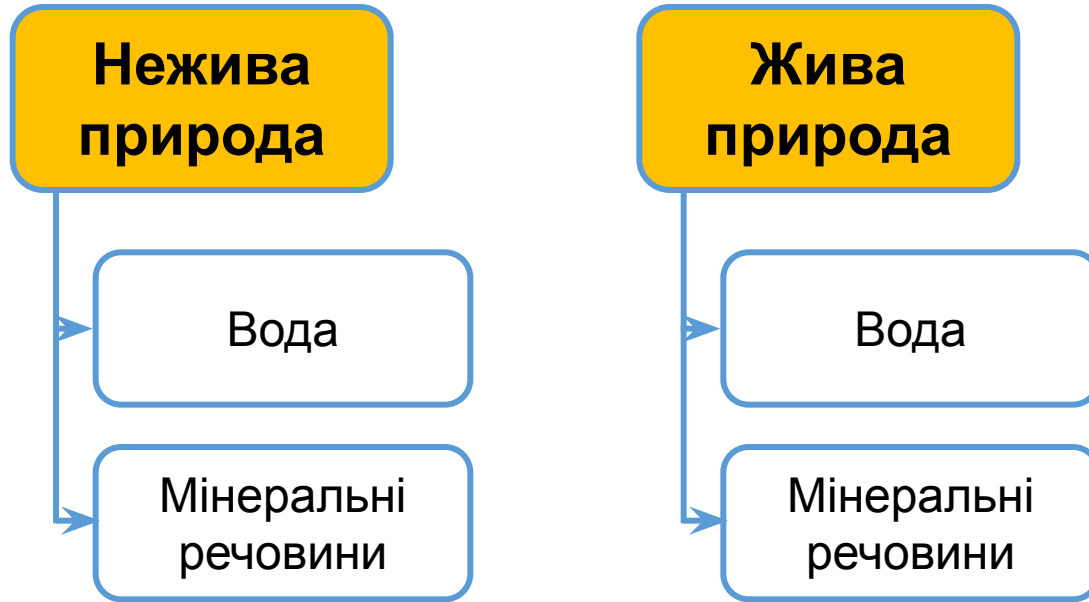 Нежива
природа
Вода
Мінеральні
речовини
Жива
природа
Вода
Мінеральні
речовини